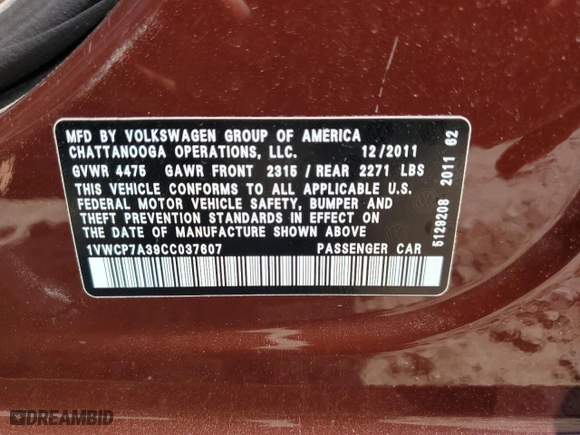 MFD BY VOLKSWAGEN GROUP OF AMERICA
CHATTANOOGA OPERATIONS, LLC. 12/2011
GVWR 4475 GAWR FRONT 2315 / REAR 2271 LBS
THIS VEHICLE CONFORMS TO ALL APPLICABLE U.S.
FEDERAL MOTOR VEHICLE SAFETY, BUMPER AND
THEFT PREVENTION STANDARDS IN EFFECT ON
THE DATE OF MANUFACTURE SHOWN ABOVE
1VWCP7A39CC037607 PASSENGER CAR
5129208 2011 62
DREAMBID